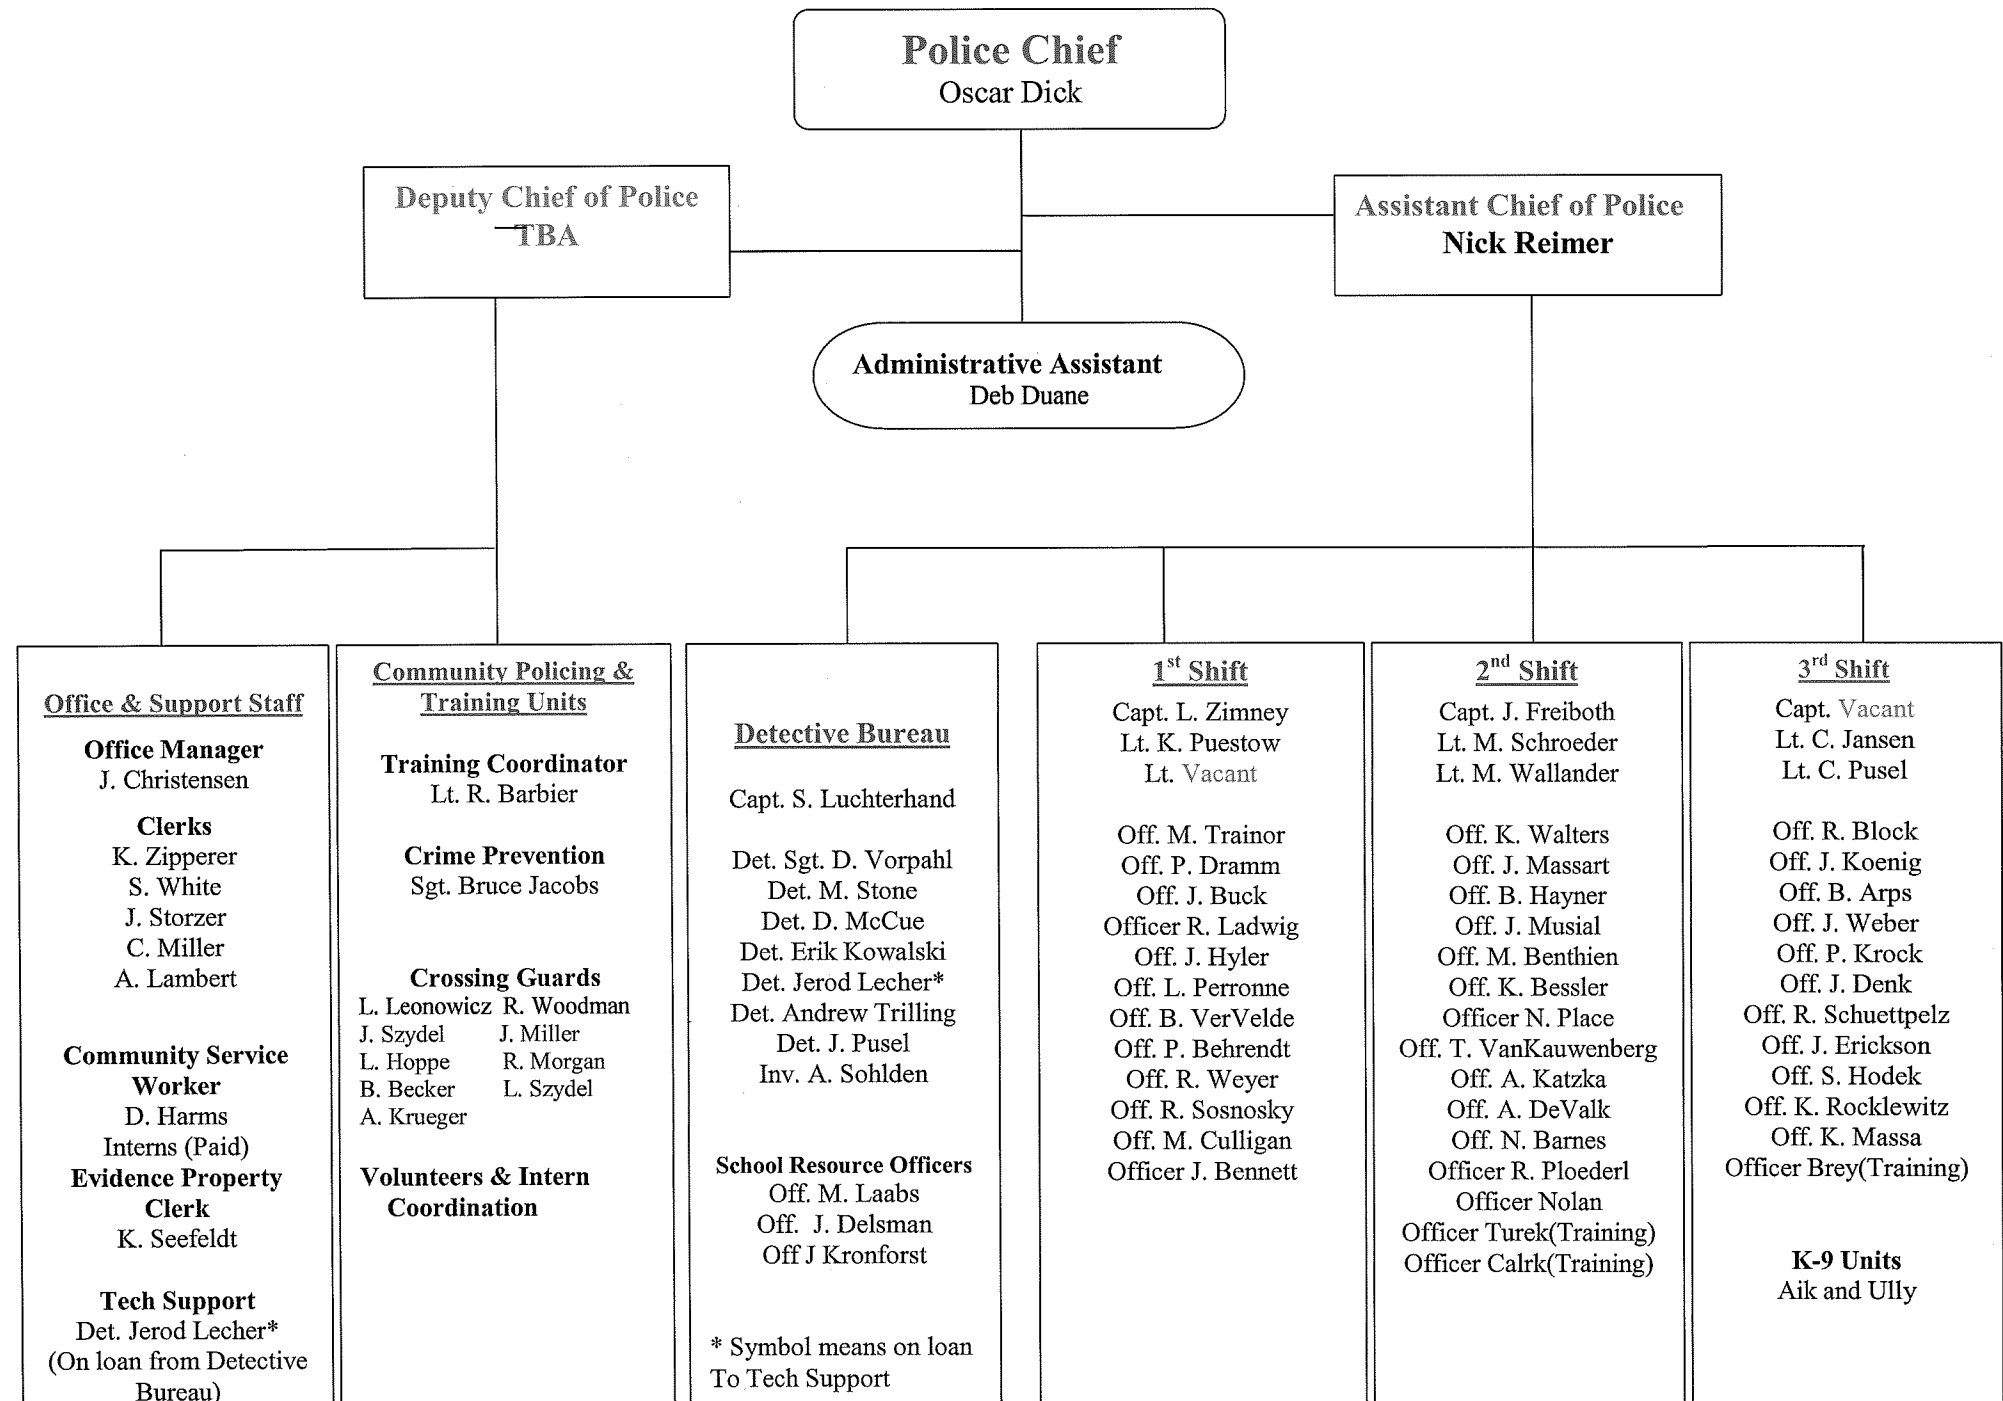 Police Chief
Oscar Dick
Deputy Chief of Police
TBA
Assistant Chief of Police
Nick Reimer
Administrative Assistant
Deb Duane
Office & Support Staff
Office Manager
J. Christensen
Clerks
K. Zipperer
S. White
J. Storzer
C. Miller
A. Lambert
Community Service
Worker
D. Harms
Interns (Paid)
Evidence Property
Clerk
K. Seefeldt
Tech Support
Det. Jerod Lecher*
(On loan from Detective
Bureau)
Community Policing &
Training Units
Training Coordinator
Lt. R. Barbier
Crime Prevention
Sgt. Bruce Jacobs
Crossing Guards
L. Leonowicz R. Woodman
J. Szydel J. Miller
L. Hoppe R. Morgan
B. Becker L. Szydel
A. Krueger
Volunteers & Intern
Coordination
Detective Bureau
Capt. S. Luchterhand
Det. Sgt. D. Vorpahl
Det. M. Stone
Det. D. McCue
Det. Erik Kowalski
Det. Jerod Lecher*
Det. Andrew Trilling
Det. J. Pusel
Inv. A. Sohlden
School Resource Officers
Off. M. Laabs
Off. J. Delsman
Off J Kronforst
* Symbol means on loan
To Tech Support
1st Shift
Capt. L. Zimney
Lt. K. Puestow
Lt. Vacant
Off. M. Trainor
Off. P. Dramm
Off. J. Buck
Officer R. Ladwig
Off. J. Hyler
Off. L. Perronne
Off. B. VerVelde
Off. P. Behrendt
Off. R. Weyer
Off. R. Sosnosky
Off. M. Culligan
Officer J. Bennett
2nd Shift
Capt. J. Freiboth
Lt. M. Schroeder
Lt. M. Wallander
Off. K. Walters
Off. J. Massart
Off. B. Hayner
Off. J. Musial
Off. M. Benthien
Off. K. Bessler
Officer N. Place
Off. T. VanKauwenberg
Off. A. Katzka
Off. A. DeValk
Off. N. Barnes
Officer R. Ploederl
Officer Nolan
Officer Turek(Training)
Officer Calrk(Training)
3rd Shift
Capt. Vacant
Lt. C. Jansen
Lt. C. Pusel
Off. R. Block
Off. J. Koenig
Off. B. Arps
Off. J. Weber
Off. P. Krock
Off. J. Denk
Off. R. Schuettpelz
Off. J. Erickson
Off. S. Hodek
Off. K. Rocklewitz
Off. K. Massa
Officer Brey(Training)
K-9 Units
Aik and Ully